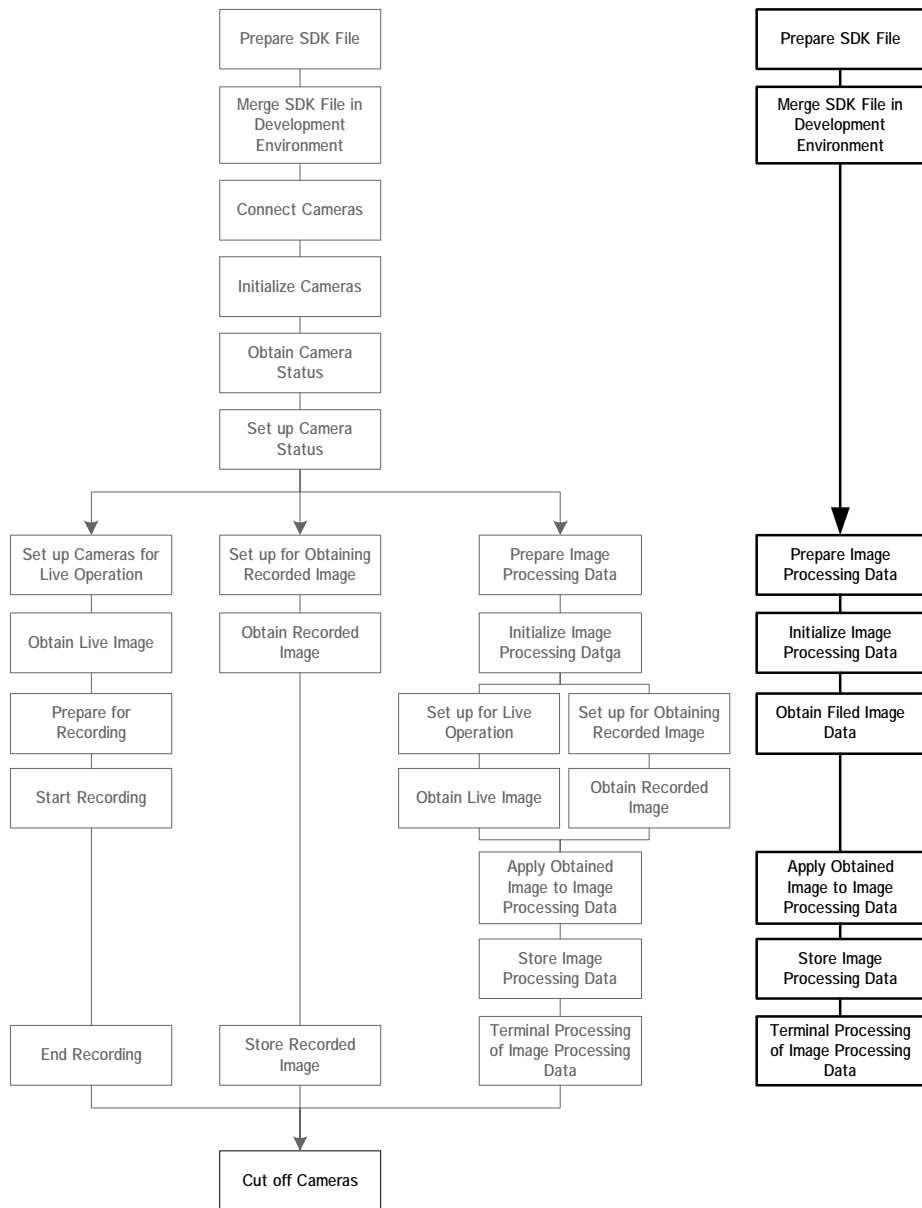 Prepare SDK File
Merge SDK File in
Development
Environment
Connect Cameras
Initialize Cameras
Obtain Camera
Status
Set up Camera
Status
Set up Cameras for
Live Operation
Obtain Live Image
Prepare for
Recording
Start Recording
End Recording
Set up for Obtaining
Recorded Image
Obtain Recorded
Image
Store Recorded
Image
Prepare Image
Processing Data
Initialize Image
Processing Datga
Set up for Live
Operation
Obtain Live Image
Set up for Obtaining
Recorded Image
Obtain Recorded
Image
Apply Obtained
Image to Image
Processing Data
Store Image
Processing Data
Terminal Processing
of Image Processing
Data
Cut off Cameras
Prepare SDK File
Merge SDK File in
Development
Environment
Prepare Image
Processing Data
Initialize Image
Processing Data
Obtain Filed Image
Data
Apply Obtained
Image to Image
Processing Data
Store Image
Processing Data
Terminal Processing
of Image Processing
Data